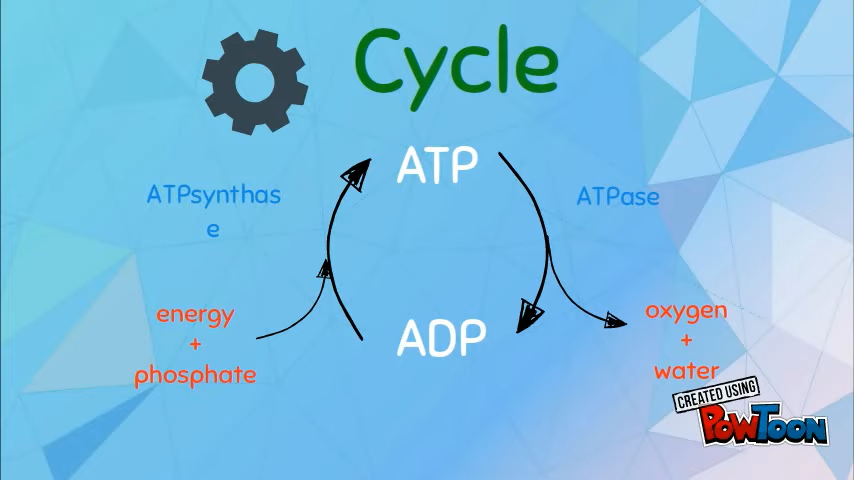 Cycle
ATP
ATPsynthas
e
ATPase
energy
+
phosphate
ADP
oxygen
+
water
CREATED USING
POWTOON